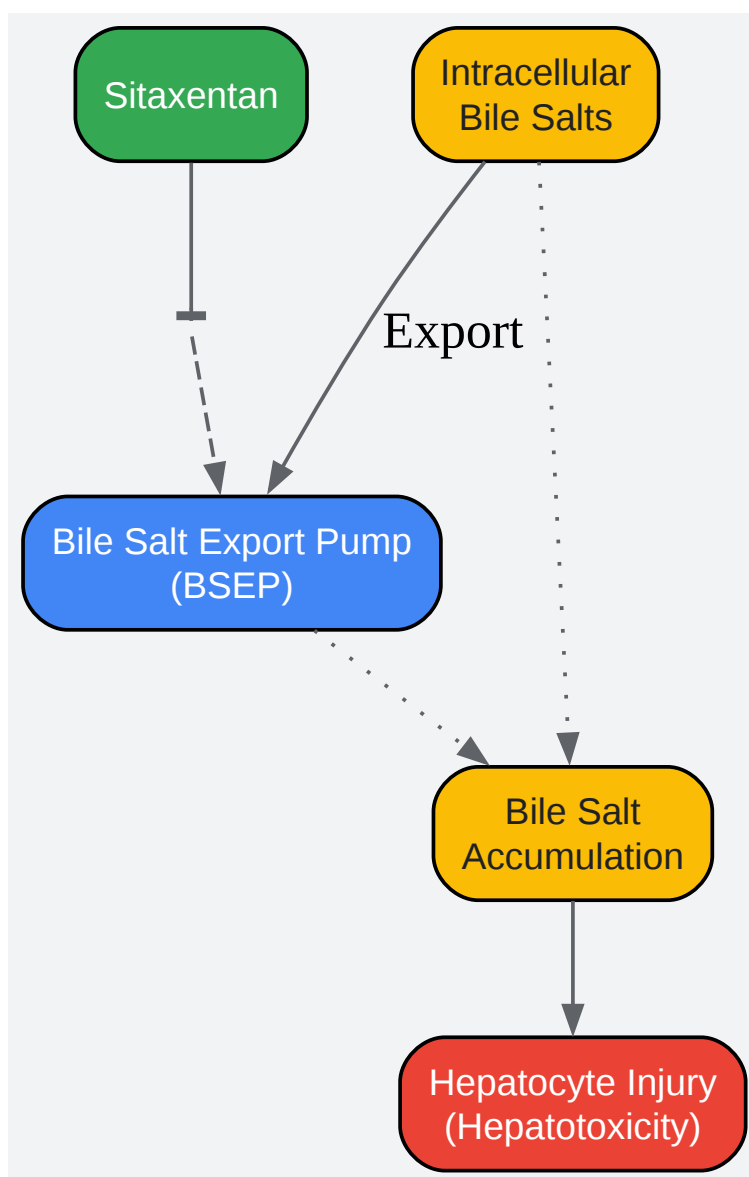 Sitaxentan
Intracellular
Bile Salts
Export
Bile Salt Export Pump
(BSEP)
Bile Salt
Accumulation
Hepatocyte Injury
(Hepatotoxicity)